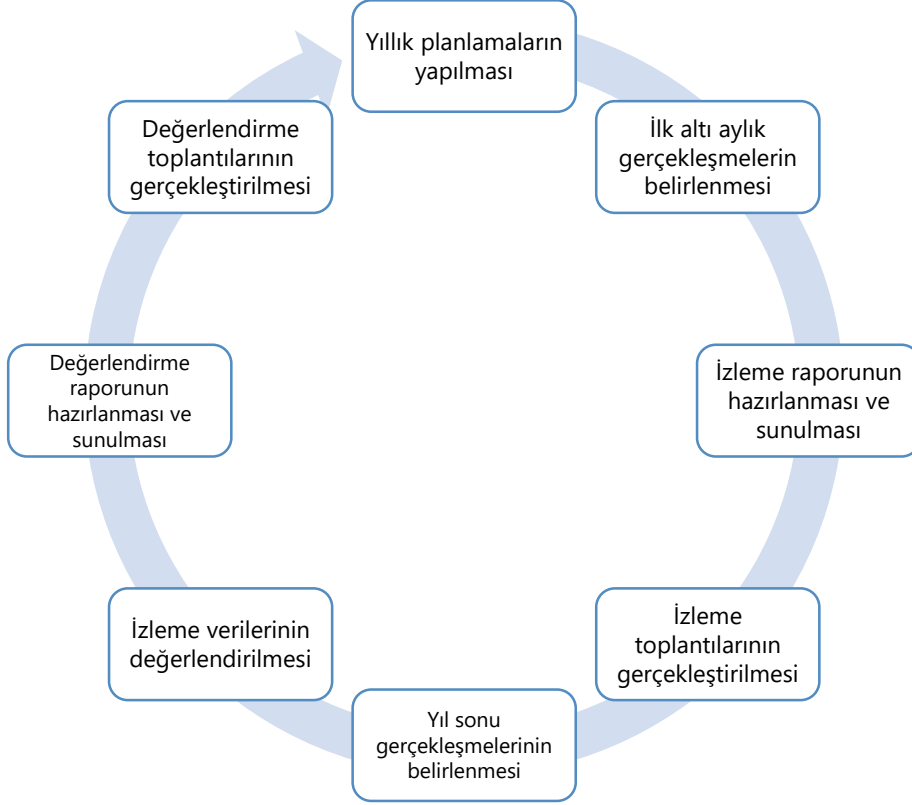 Yıllık planlamaların
yapılması
İlk altı aylık
gerçekleşmelerin
belirlenmesi
İzleme raporunun
hazırlanması ve
sunulması
İzleme
toplantılarının
gerçekleştirilmesi
Yıl sonu
gerçekleşmelerinin
belirlenmesi
İzleme verilerinin
değerlendirilmesi
Değerlendirme
raporunun
hazırlanması ve
sunulması
Değerlendirme
toplantılarının
gerçekleştirilmesi